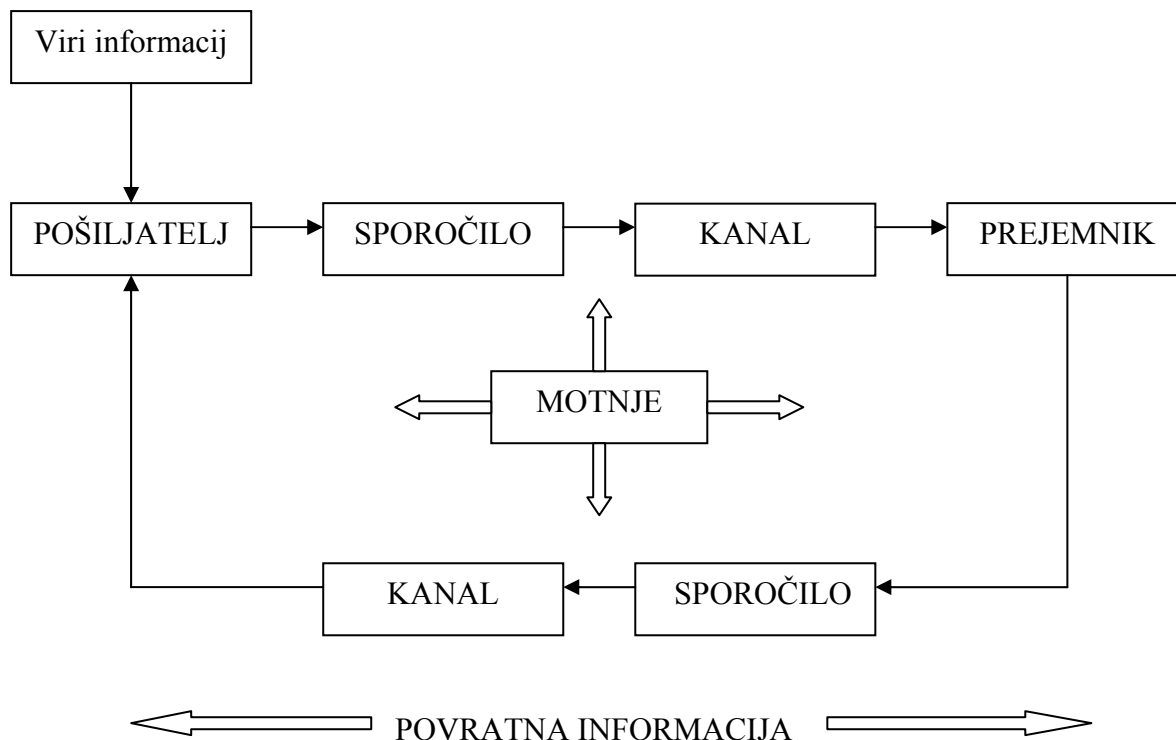 Viri informacij
POŠILJATELJ
SPOROČILO
KANAL
PREJEMNIK
MOTNJE
KANAL
SPOROČILO
POVRATNA INFORMACIJA